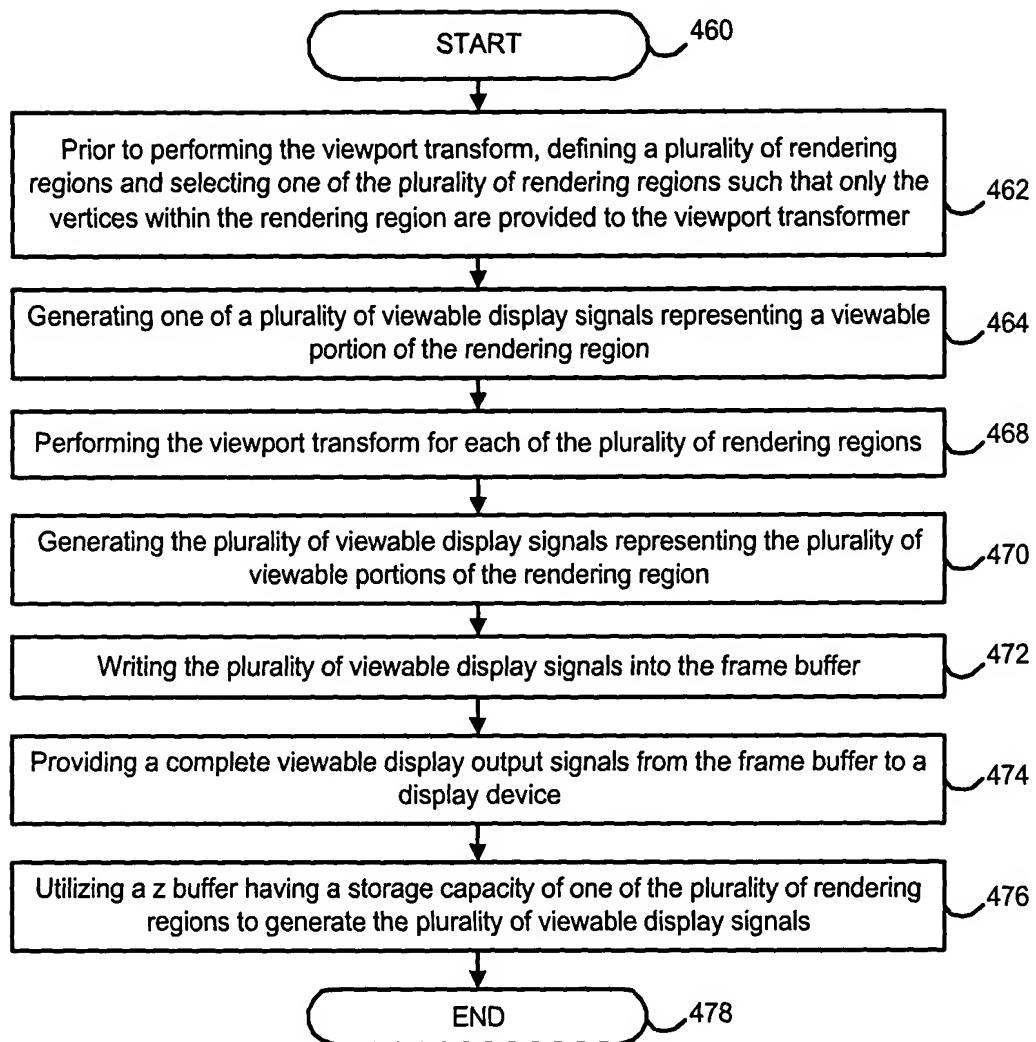 START
460
Prior to performing the viewport transform, defining a plurality of rendering
regions and selecting one of the plurality of rendering regions such that only the
vertices within the rendering region are provided to the viewport transformer
462
Generating one of a plurality of viewable display signals representing a viewable
portion of the rendering region
464
Performing the viewport transform for each of the plurality of rendering regions
468
Generating the plurality of viewable display signals representing the plurality of
viewable portions of the rendering region
470
Writing the plurality of viewable display signals into the frame buffer
472
Providing a complete viewable display output signals from the frame buffer to a
display device
474
Utilizing a z buffer having a storage capacity of one of the plurality of rendering
regions to generate the plurality of viewable display signals
476
END
478